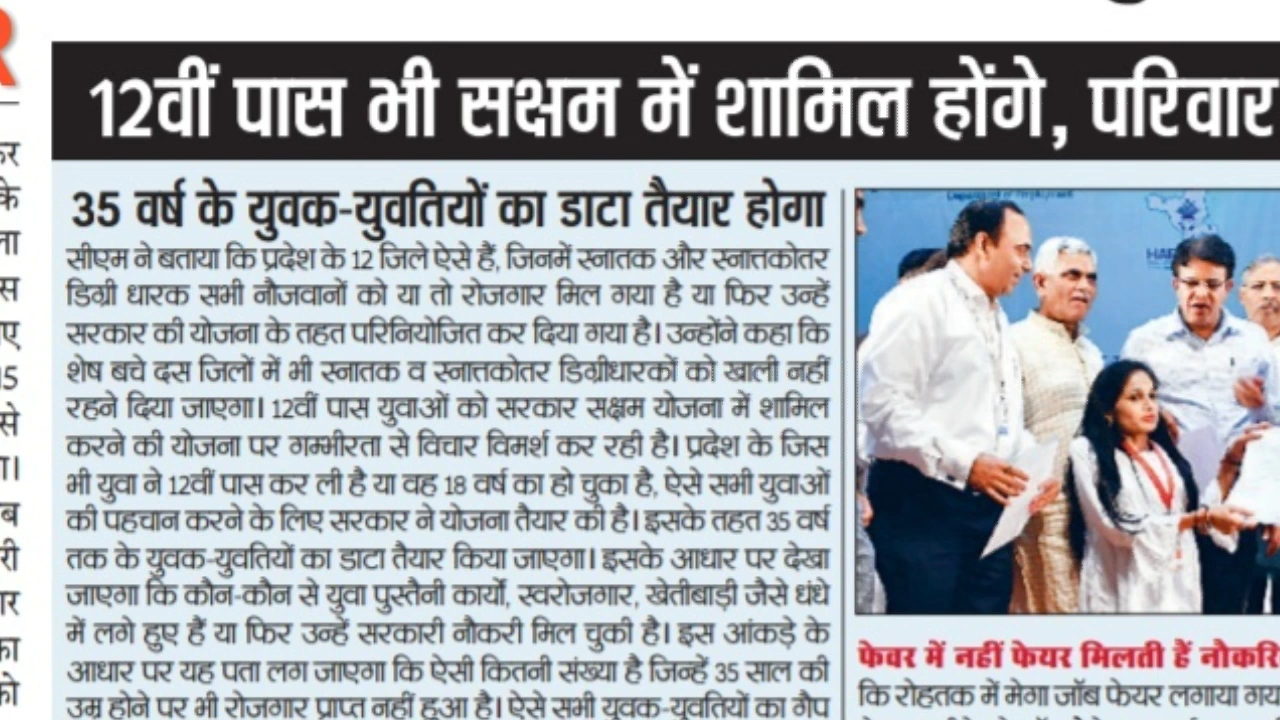 R
12वीं पास भी सक्षम में शामिल होंगे, परिवार
35 वर्ष के युवक-युवतियों का डाटा तैयार होगा
सीएम ने बताया कि प्रदेश के 12 जिले ऐसे हैं, जिनमें स्नातक और स्नात्तकोतर
डिग्री धारक सभी नौजवानों को या तो रोजगार मिल गया है या फिर उन्हें
सरकार की योजना के तहत परिनियोजित कर दिया गया है। उन्होंने कहा कि
शेष बचे दस जिलों में भी स्नातक व स्नात्तकोतर डिग्रीधारकों को खाली नहीं
रहने दिया जाएगा। 12वीं पास युवाओं को सरकार सक्षम योजना में शामिल
करने की योजना पर गम्भीरता से विचार विमर्श कर रही है। प्रदेश के जिस
भी युवा ने 12वीं पास कर ली है या वह 18 वर्ष का हो चुका है, ऐसे सभी युवाओं
की पहचान करने के लिए सरकार ने योजना तैयार की है। इसके तहत 35 वर्ष
तक के युवक-युवतियों का डाटा तैयार किया जाएगा। इसके आधार पर देखा
जाएगा कि कौन-कौन से युवा पुस्तैनी कार्यो, स्वरोजगार, खेतीबाड़ी जैसे धंधे
में लगे हुए हैं या फिर उन्हें सरकारी नौकरी मिल चुकी है। इस आंकड़े के
आधार पर यह पता लग जाएगा कि ऐसी कितनी संख्या है जिन्हें 35 साल की
उम्र होने पर भी रोजगार प्राप्त नहीं हुआ है। ऐसे सभी युवक-युवतियों का गैप
फेवर में नहीं फेयर मिलती हैं नौकरि
कि रोहतक में मेगा जॉब फेयर लगाया गय